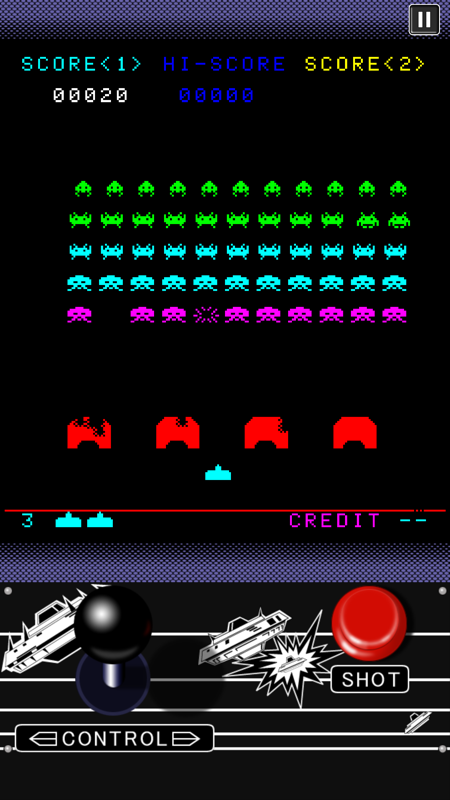 SCORE<1> HI-SCORE SCORE<2>
00020 00000
3 CREDIT --
SHOT
CONTROL